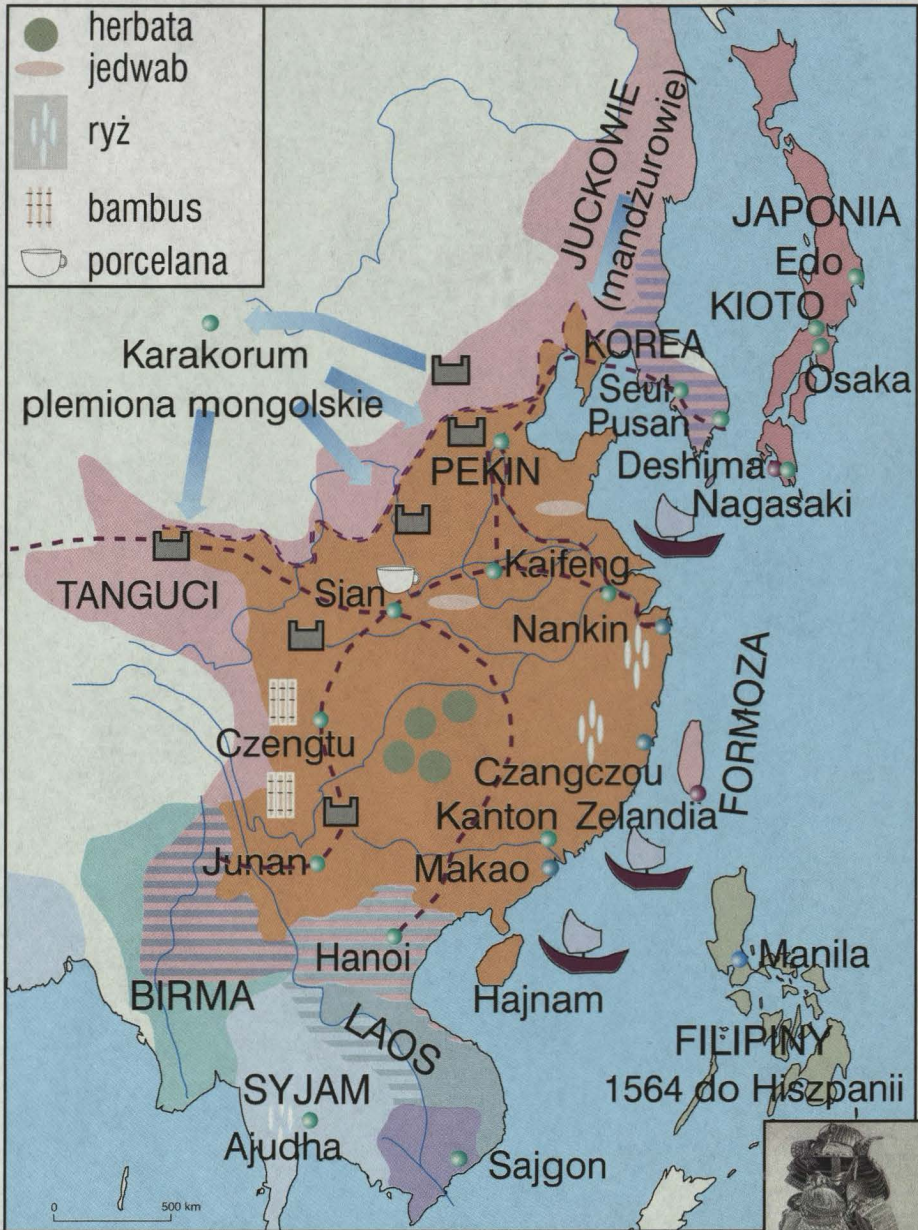 herbata
jedwab
ryż
bambus
porcelana
JUCKOWIE
(mandżurowie)
JAPONIA
Edo
KIOTO
Osaka
Karakorum
plemiona mongolskie
KOREA
Seul
Pusan
PEKIN
Deshima
Nagasaki
TANGUCI
Sian
Kaifeng
Nankin
Czengtu
FORMOZA
Czangczou
Kanton
Zelandia
Junan
Makao
Hanoi
Hajnam
Manila
BIRMA
LAOS
FILIPINY
1564 do Hiszpanii
SYJAM
Ajudha
Sajgon
0 500 km